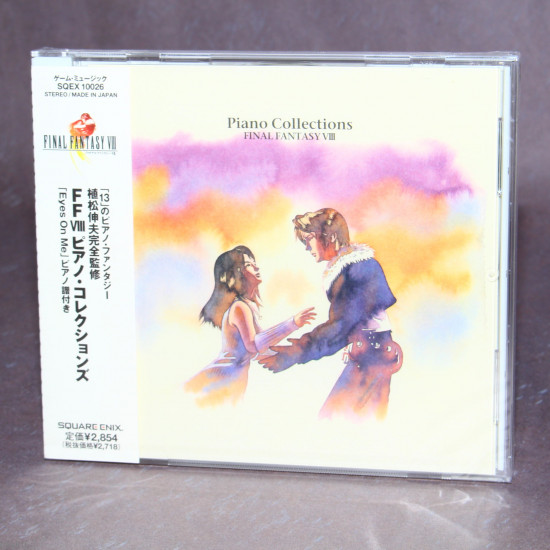 ゲーム・ミュージック
SQEX 10026
STEREO / MADE IN JAPAN
FINAL FANTASY VIII
「13」のピアノ・ファンタジー
植松伸夫完全監修
FF VIII ピアノ・コレクションズ
「Eyes On Me」ピアノ譜付き
SQUARE ENIX.
定価¥2,854
(税抜価格¥2,718)
Piano Collections
FINAL FANTASY VIII